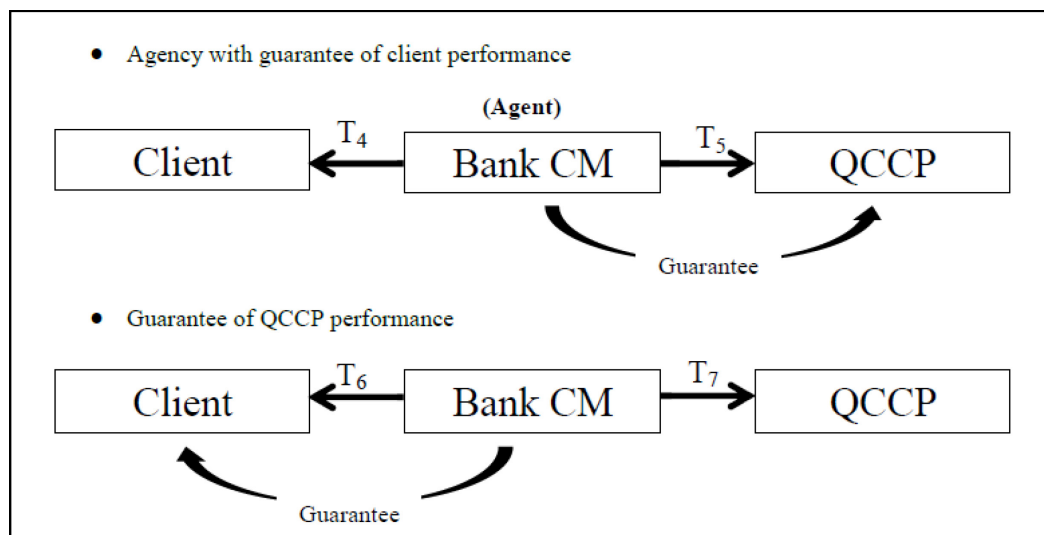 ● Agency with guarantee of client performance
(Agent)
Client T₄ Bank CM T₅ QCCP
Guarantee
● Guarantee of QCCP performance
Client T₆ Bank CM T₇ QCCP
Guarantee